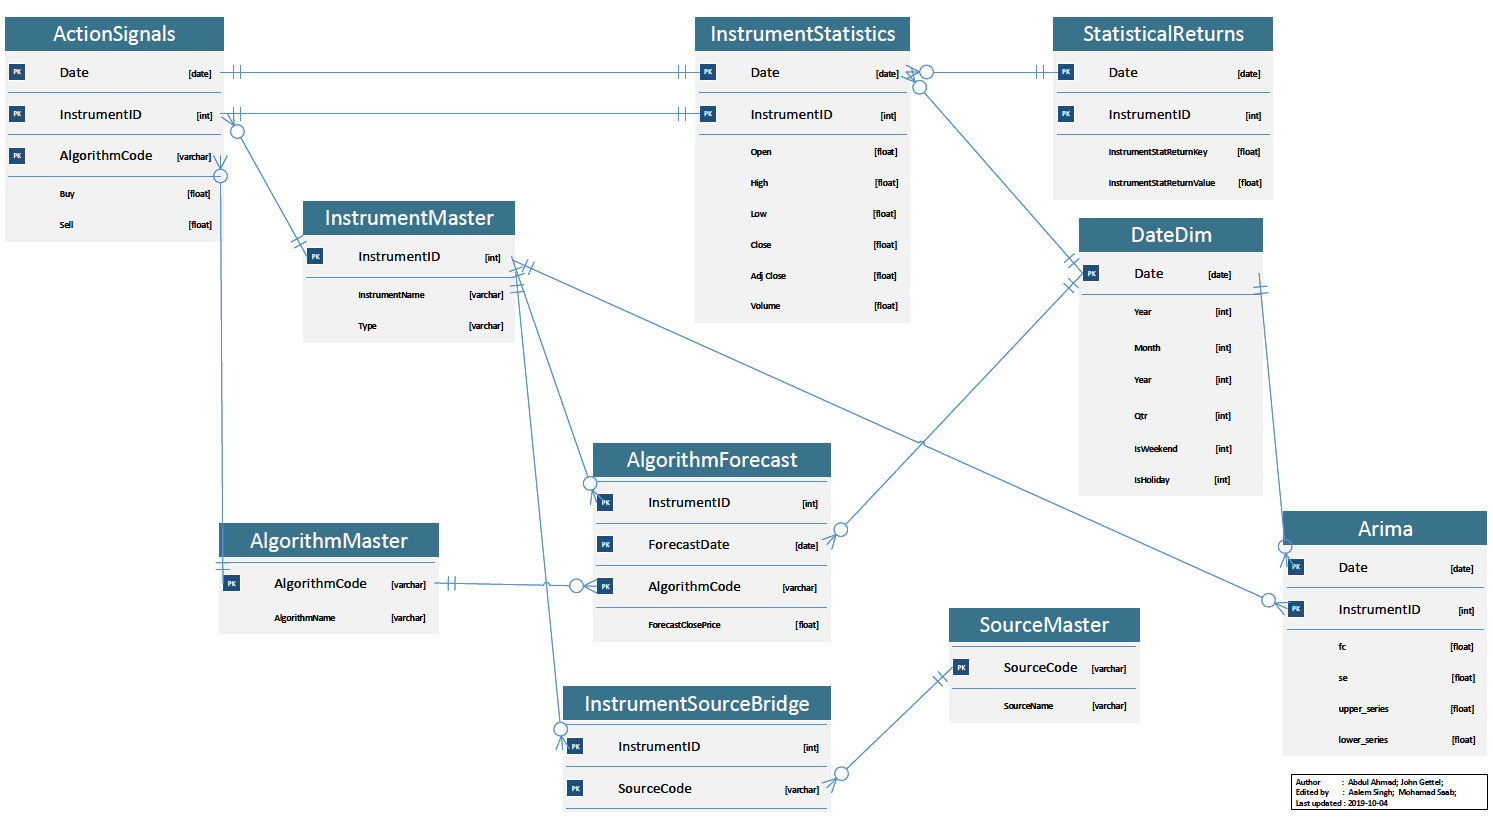 ActionSignals
PK Date [date]
PK InstrumentID [int]
PK AlgorithmCode [varchar]
Buy [float]
Sell [float]
InstrumentStatistics
PK Date [date]
PK InstrumentID [int]
Open [float]
High [float]
Low [float]
Close [float]
Adj Close [float]
Volume [float]
StatisticalReturns
PK Date [date]
PK InstrumentID [int]
InstrumentStatReturnKey [float]
InstrumentStatReturnValue [float]
InstrumentMaster
PK InstrumentID [int]
InstrumentName [varchar]
Type [varchar]
DateDim
PK Date [date]
Year [int]
Month [int]
Year [int]
Qtr [int]
IsWeekend [int]
IsHoliday [int]
AlgorithmForecast
PK InstrumentID [int]
PK ForecastDate [date]
PK AlgorithmCode [varchar]
ForecastClosePrice [float]
AlgorithmMaster
PK AlgorithmCode [varchar]
AlgorithmName [varchar]
Arima
PK Date [date]
PK InstrumentID [int]
fc [float]
se [float]
upper_series [float]
lower_series [float]
SourceMaster
PK SourceCode [varchar]
SourceName [varchar]
InstrumentSourceBridge
PK InstrumentID [int]
PK SourceCode [varchar]
Author : Abdul Ahmad; John Gettel;
Edited by : Aalem Singh; Mohamad Saab;
Last updated : 2019-10-04